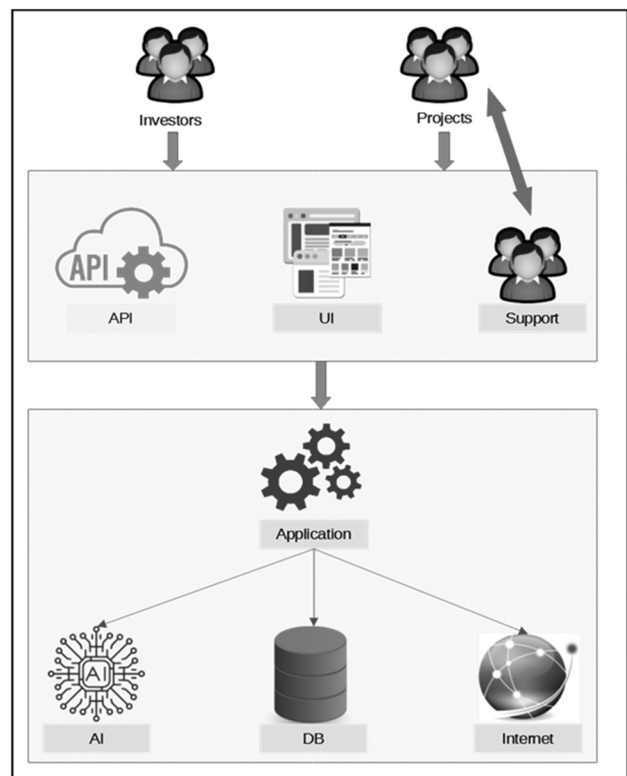 Investors
Projects
API
API
UI
Support
Application
AI
AI
DB
Internet